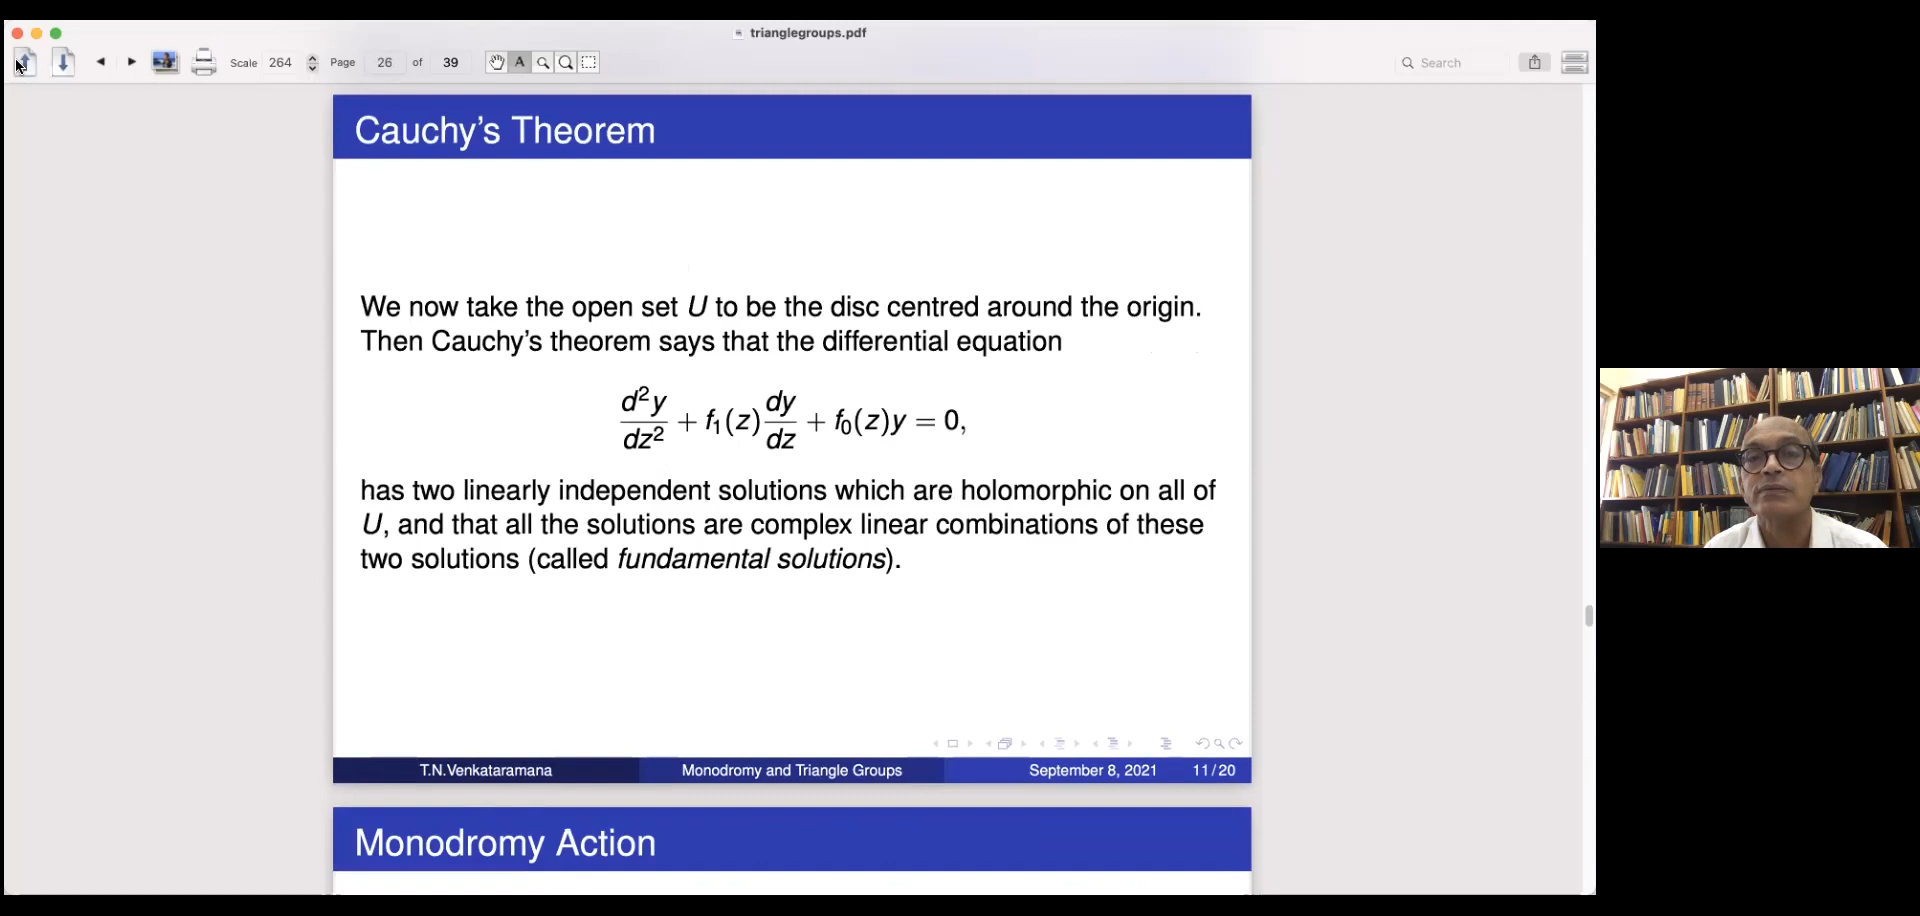 trianglegroups.pdf
Scale 264 Page 26 of 39 A Search
Cauchy's Theorem
We now take the open set U to be the disc centred around the origin.
Then Cauchy's theorem says that the differential equation
d²y/dz² + f₁(z) dy/dz + f₀(z)y = 0,
has two linearly independent solutions which are holomorphic on all of
U, and that all the solutions are complex linear combinations of these
two solutions (called fundamental solutions).
T.N.Venkataramana Monodromy and Triangle Groups September 8, 2021 11/20
Monodromy Action